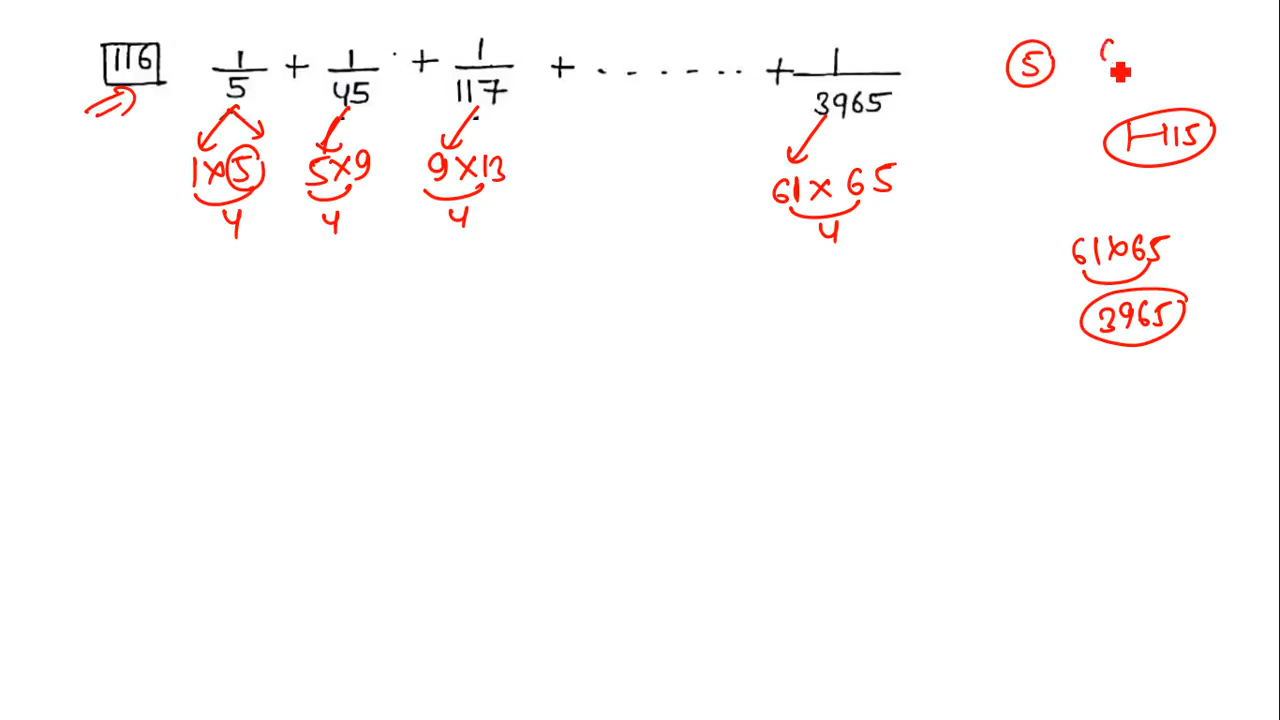 116 1/5 + 1/45 + 1/117 + ....... + 1/3965
1×5 5×9 9×13 61×65
4 4 4 4
5
1-115
61×65
3965